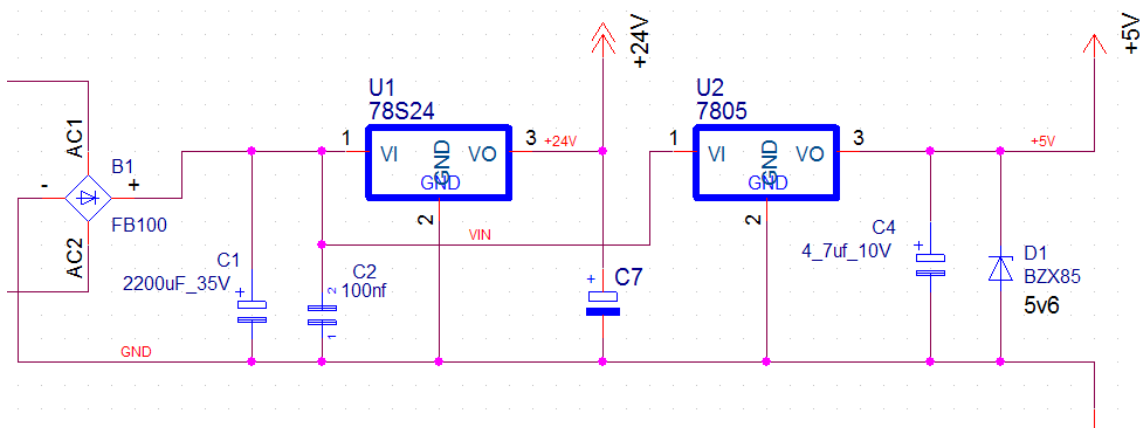 +24V
+5V
U1
78S24
U2
7805
AC1
1
VI
GND
VO
3
+24V
GND
2
1
VI
GND
VO
3
+5V
GND
2
B1
-
+
FB100
AC2
VIN
C1
2200uF_35V
+
C2
100nf
2
1
+
C7
C4
4_7uf_10V
+
D1
BZX85
5v6
GND